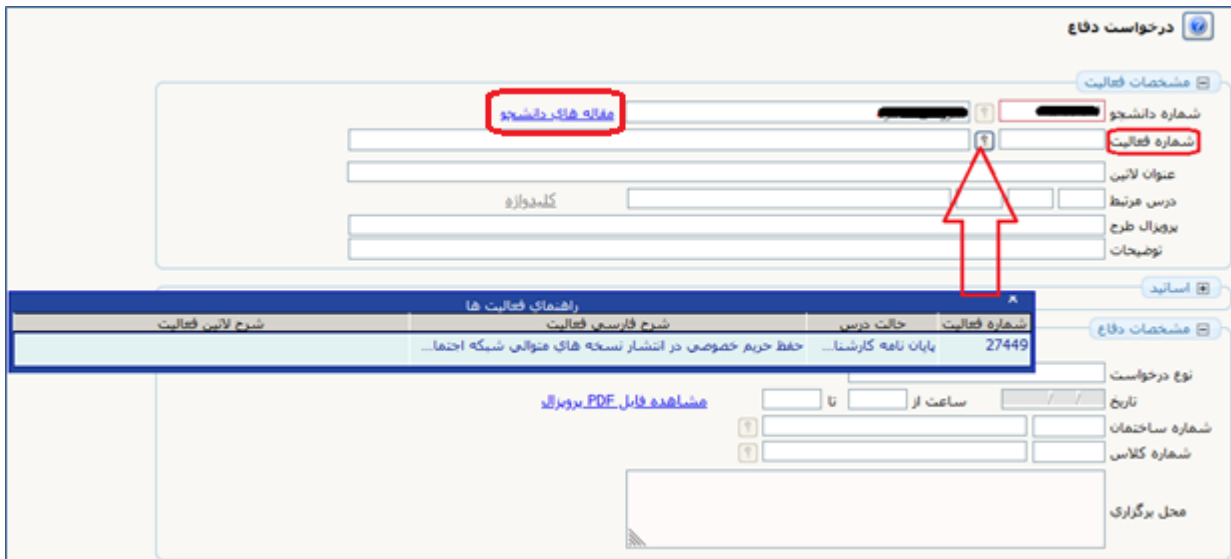 درخواست دفاع
مشخصات فعالیت
شماره دانشجو
مقاله های دانشجو
شماره فعالیت
عنوان لاتین
درس مرتبط
کلیدواژه
پروپزال طرح
توضیحات
اساتید
راهنماي فعالیت ها
شماره فعالیت حالت درس شرح فارسي فعالیت شرح لاتین فعالیت
27449 پایان نامه کارشنا... حفظ حریم خصوصی در انتشار نسخه های متوالی شبکه اجتما...
مشخصات دفاع
نوع درخواست
تاریخ / / ساعت از تا مشاهده فایل PDF پروپزال
شماره ساختمان
شماره کلاس
محل برگزاری